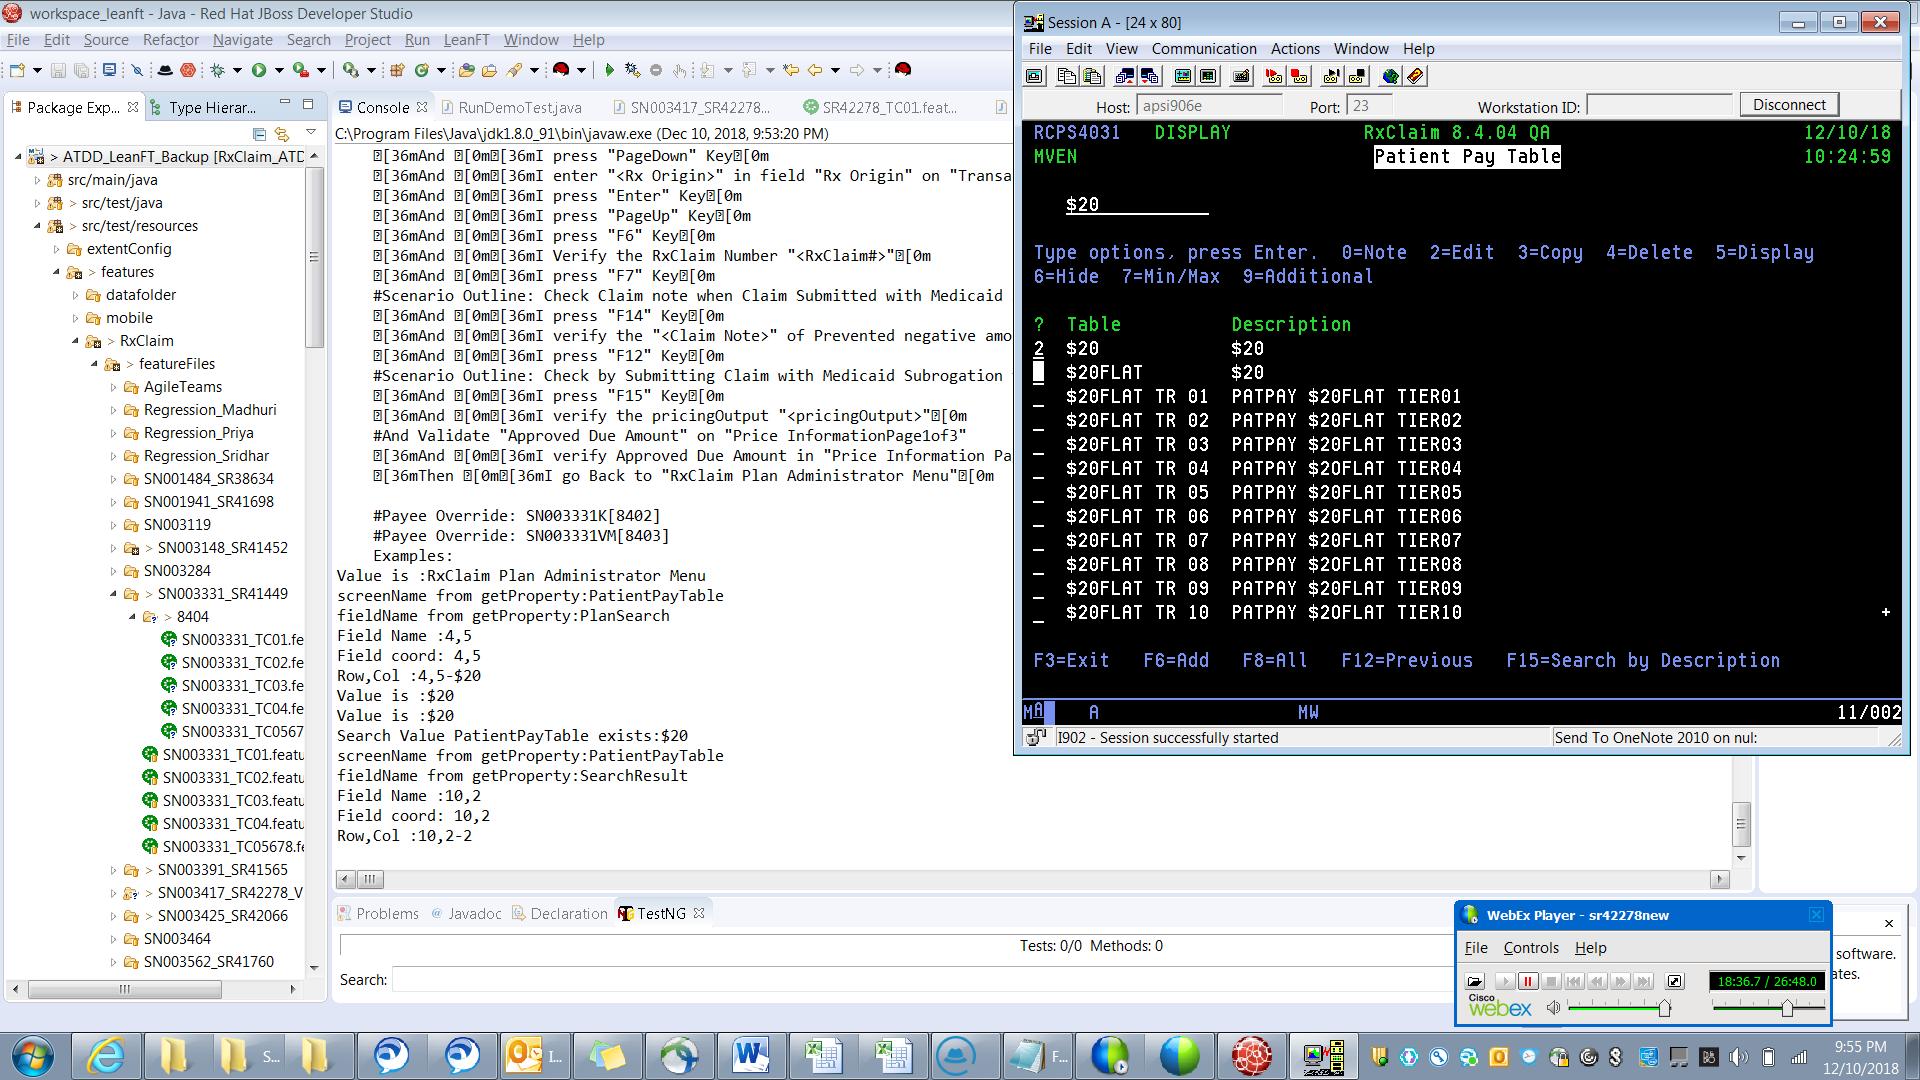 workspace_leanft - Java - Red Hat JBoss Developer Studio
File Edit Source Refactor Navigate Search Project Run LeanFT Window Help
Package Exp...
Type Hierar...
> ATDD_LeanFT_Backup [RxClaim_ATD
src/main/java
> src/test/java
> src/test/resources
extentConfig
> features
datafolder
mobile
> RxClaim
> featureFiles
AgileTeams
Regression_Madhuri
Regression_Priya
Regression_Sridhar
SN001484_SR38634
SN001941_SR41698
SN003119
> SN003148_SR41452
SN003284
> SN003331_SR41449
> 8404
SN003331_TC01.fe
SN003331_TC02.fe
SN003331_TC03.fe
SN003331_TC04.fe
SN003331_TC0567
SN003331_TC01.featu
SN003331_TC02.featu
SN003331_TC03.featu
SN003331_TC04.featu
SN003331_TC05678.fe
> SN003391_SR41565
> SN003417_SR42278_V
> SN003425_SR42066
SN003464
SN003562_SR41760
Console
RunDemoTest.java
SN003417_SR42278...
SR42278_TC01.feat...
C:\Program Files\Java\jdk1.8.0_91\bin\javaw.exe (Dec 10, 2018, 9:53:20 PM)
[36mAnd [0m[36mI press "PageDown" Key[0m
[36mAnd [0m[36mI enter "<Rx Origin>" in field "Rx Origin" on "Transa
[36mAnd [0m[36mI press "Enter" Key[0m
[36mAnd [0m[36mI press "PageUp" Key[0m
[36mAnd [0m[36mI press "F6" Key[0m
[36mAnd [0m[36mI Verify the RxClaim Number "<RxClaim#>"[0m
[36mAnd [0m[36mI press "F7" Key[0m
#Scenario Outline: Check Claim note when Claim Submitted with Medicaid
[36mAnd [0m[36mI press "F14" Key[0m
[36mAnd [0m[36mI verify the "<Claim Note>" of Prevented negative amo
[36mAnd [0m[36mI press "F12" Key[0m
#Scenario Outline: Check by Submitting Claim with Medicaid Subrogation
[36mAnd [0m[36mI press "F15" Key[0m
[36mAnd [0m[36mI verify the pricingOutput "<pricingOutput>"[0m
#And Validate "Approved Due Amount" on "Price InformationPage1of3"
[36mAnd [0m[36mI verify Approved Due Amount in "Price Information Pa
[36mThen [0m[36mI go Back to "RxClaim Plan Administrator Menu"[0m
#Payee Override: SN003331K[8402]
#Payee Override: SN003331VM[8403]
Examples:
Value is :RxClaim Plan Administrator Menu
screenName from getProperty:PatientPayTable
fieldName from getProperty:PlanSearch
Field Name :4,5
Field coord: 4,5
Row,Col :4,5-$20
Value is :$20
Value is :$20
Search Value PatientPayTable exists:$20
screenName from getProperty:PatientPayTable
fieldName from getProperty:SearchResult
Field Name :10,2
Field coord: 10,2
Row,Col :10,2-2
Problems @ Javadoc Declaration TestNG
Tests: 0/0 Methods: 0
Search:
Session A - [24 x 80]
File Edit View Communication Actions Window Help
Host: apsi906e Port: 23 Workstation ID: Disconnect
RCPS4031 DISPLAY RxClaim 8.4.04 QA 12/10/18
MVEN Patient Pay Table 10:24:59
$20
Type options, press Enter. 0=Note 2=Edit 3=Copy 4=Delete 5=Display
6=Hide 7=Min/Max 9=Additional
? Table Description
2 $20 $20
$20FLAT $20
_ $20FLAT TR 01 PATPAY $20FLAT TIER01
_ $20FLAT TR 02 PATPAY $20FLAT TIER02
_ $20FLAT TR 03 PATPAY $20FLAT TIER03
_ $20FLAT TR 04 PATPAY $20FLAT TIER04
_ $20FLAT TR 05 PATPAY $20FLAT TIER05
_ $20FLAT TR 06 PATPAY $20FLAT TIER06
_ $20FLAT TR 07 PATPAY $20FLAT TIER07
_ $20FLAT TR 08 PATPAY $20FLAT TIER08
_ $20FLAT TR 09 PATPAY $20FLAT TIER09
_ $20FLAT TR 10 PATPAY $20FLAT TIER10 +
F3=Exit F6=Add F8=All F12=Previous F15=Search by Description
MA A MW 11/002
I902 - Session successfully started
Send To OneNote 2010 on nul:
WebEx Player - sr42278new
File Controls Help
18:36.7 / 26:48.0
Cisco webex
software.
ates.
S...
I...
F...
9:55 PM
12/10/2018